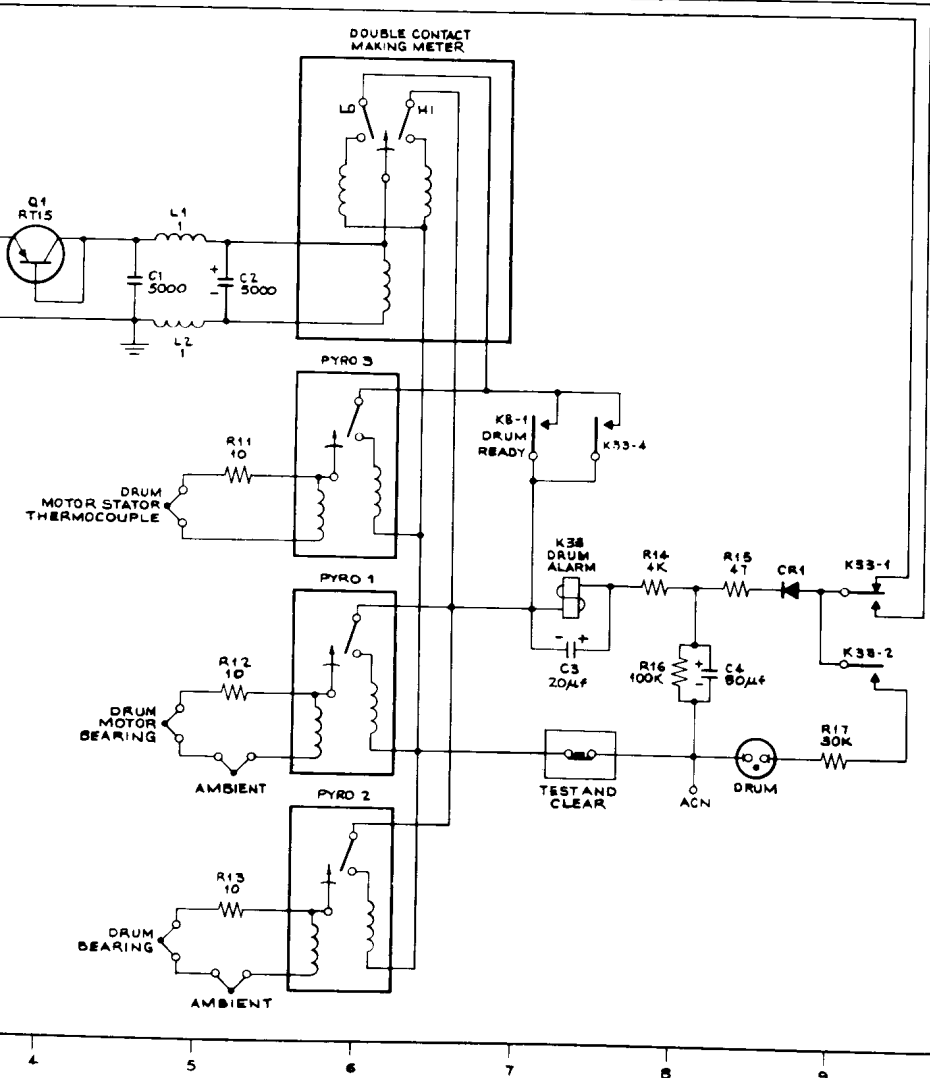 DOUBLE CONTACT
MAKING METER
LO
HI
Q1
RT15
L1
1
C1
5000
+
-
C2
5000
L2
1
PYRO 3
R11
10
DRUM
MOTOR STATOR
THERMOCOUPLE
K8-1
DRUM
READY
K53-4
K38
DRUM
ALARM
R14
4K
R15
47
CR1
K53-1
- +
C3
20μf
R16
100K
+
-
C4
80μf
K38-2
PYRO 1
R12
10
DRUM
MOTOR
BEARING
AMBIENT
TEST AND
CLEAR
ACN
DRUM
R17
30K
PYRO 2
R13
10
DRUM
BEARING
AMBIENT
4 5 6 7 8 9